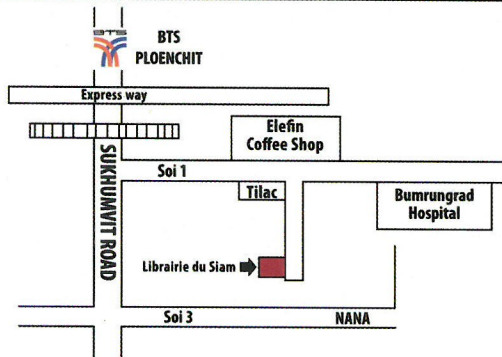 BTS
BTS
PLOENCHIT
Express way
Elefin
Coffee Shop
SUKHUMVIT ROAD
Soi 1
Tilac
Bumrungrad
Hospital
Librairie du Siam
Soi 3
NANA